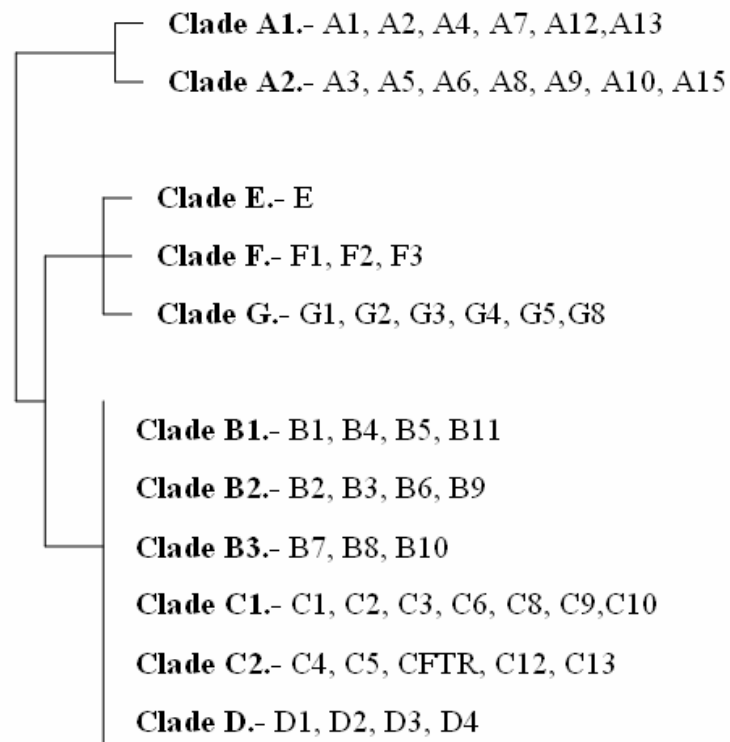 Clade A1.- A1, A2, A4, A7, A12,A13
Clade A2.- A3, A5, A6, A8, A9, A10, A15
Clade E.- E
Clade F.- F1, F2, F3
Clade G.- G1, G2, G3, G4, G5,G8
Clade B1.- B1, B4, B5, B11
Clade B2.- B2, B3, B6, B9
Clade B3.- B7, B8, B10
Clade C1.- C1, C2, C3, C6, C8, C9,C10
Clade C2.- C4, C5, CFTR, C12, C13
Clade D.- D1, D2, D3, D4